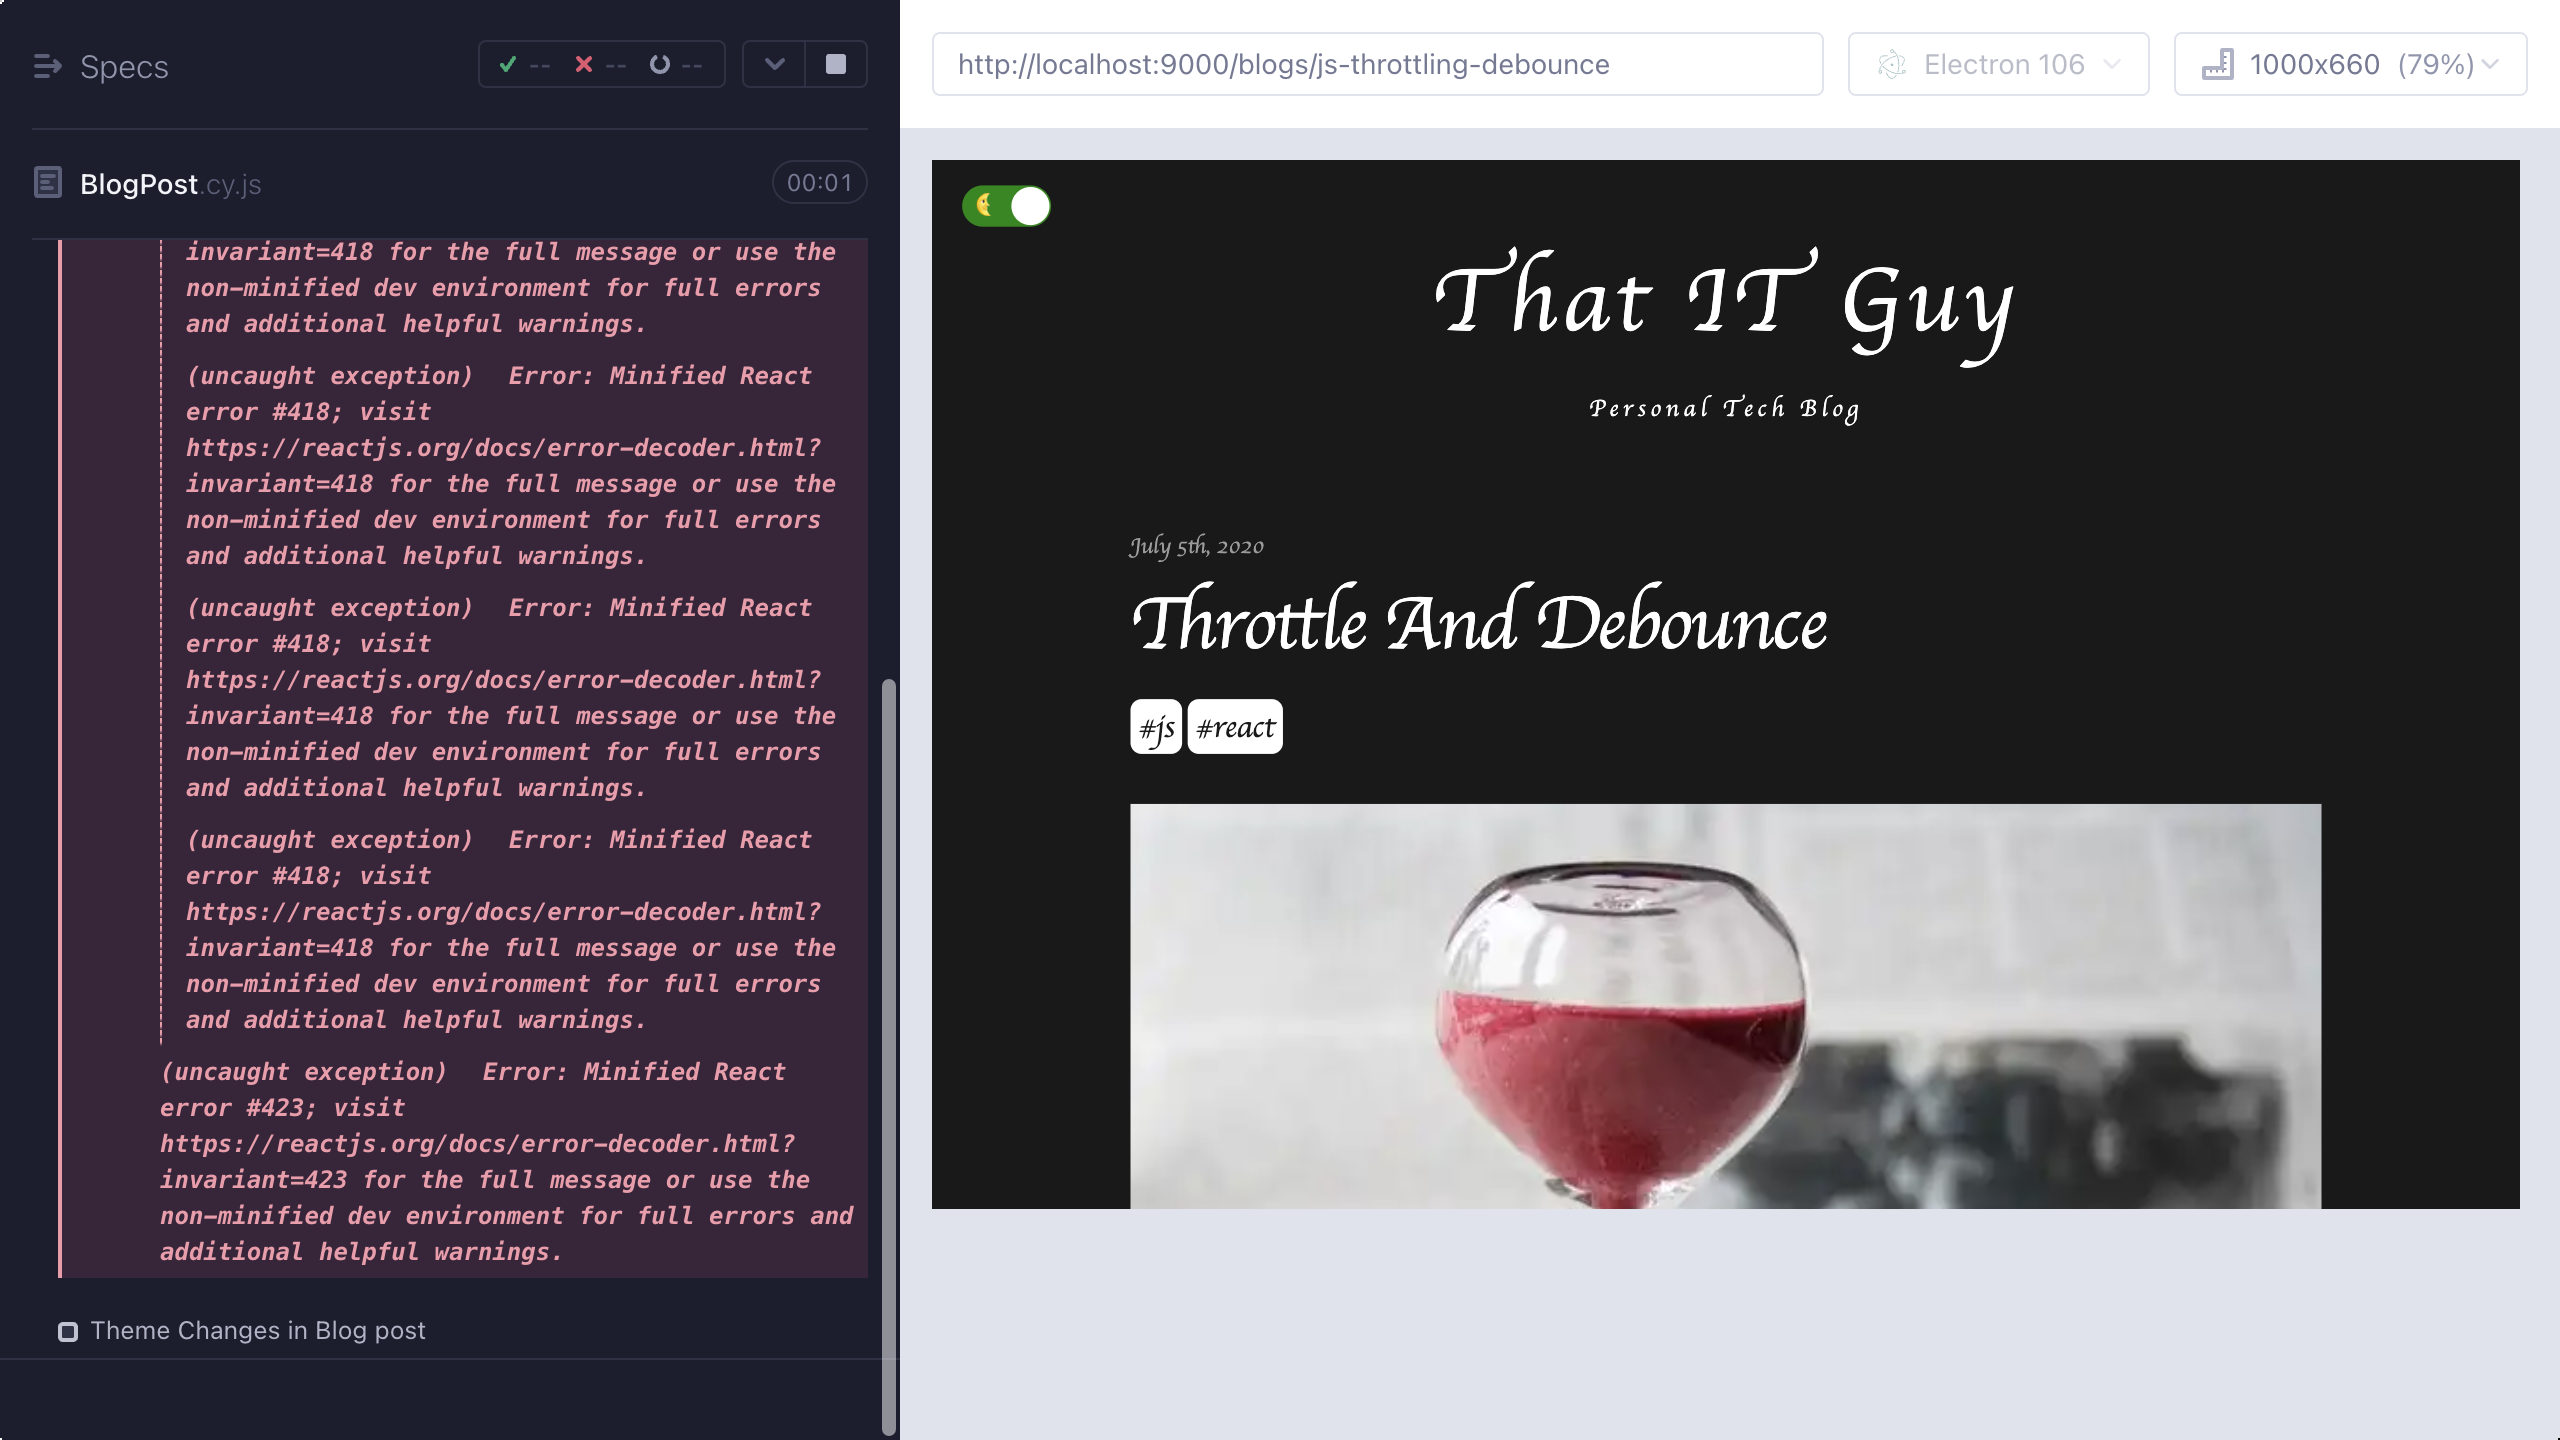 Specs
-- -- --
BlogPost.cy.js
00:01
invariant=418 for the full message or use the
non-minified dev environment for full errors
and additional helpful warnings.
(uncaught exception) Error: Minified React
error #418; visit
https://reactjs.org/docs/error-decoder.html?
invariant=418 for the full message or use the
non-minified dev environment for full errors
and additional helpful warnings.
(uncaught exception) Error: Minified React
error #418; visit
https://reactjs.org/docs/error-decoder.html?
invariant=418 for the full message or use the
non-minified dev environment for full errors
and additional helpful warnings.
(uncaught exception) Error: Minified React
error #418; visit
https://reactjs.org/docs/error-decoder.html?
invariant=418 for the full message or use the
non-minified dev environment for full errors
and additional helpful warnings.
(uncaught exception) Error: Minified React
error #423; visit
https://reactjs.org/docs/error-decoder.html?
invariant=423 for the full message or use the
non-minified dev environment for full errors and
additional helpful warnings.
Theme Changes in Blog post
http://localhost:9000/blogs/js-throttling-debounce
Electron 106
1000x660 (79%)
That IT Guy
Personal Tech Blog
July 5th, 2020
Throttle And Debounce
#js #react